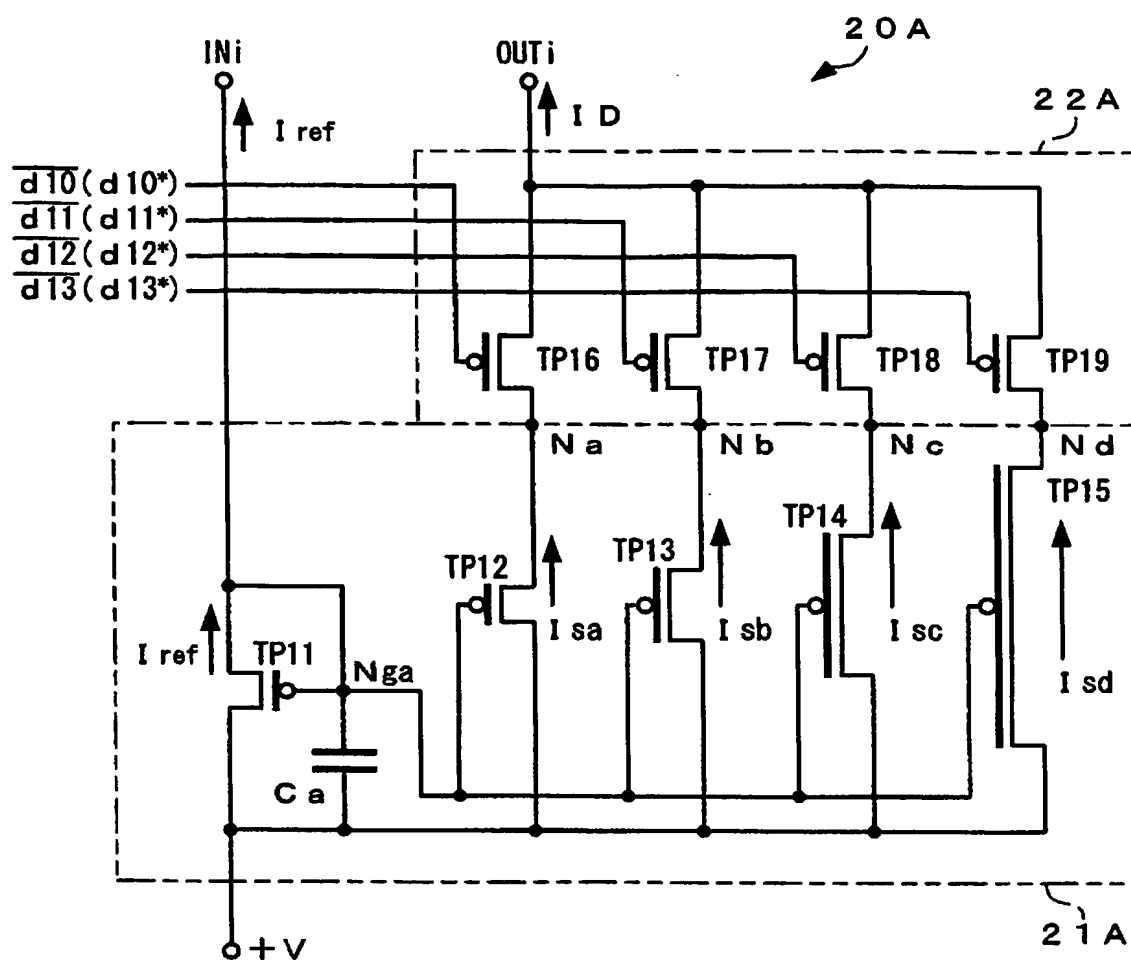 20A
INi
OUTi
22A
I ref
ID
d10(d10*)
d11(d11*)
d12(d12*)
d13(d13*)
TP16
TP17
TP18
TP19
Na
Nb
Nc
Nd
TP15
TP14
TP12
TP13
I sa
I sb
I sc
I sd
I ref
TP11
Nga
Ca
21A
+V